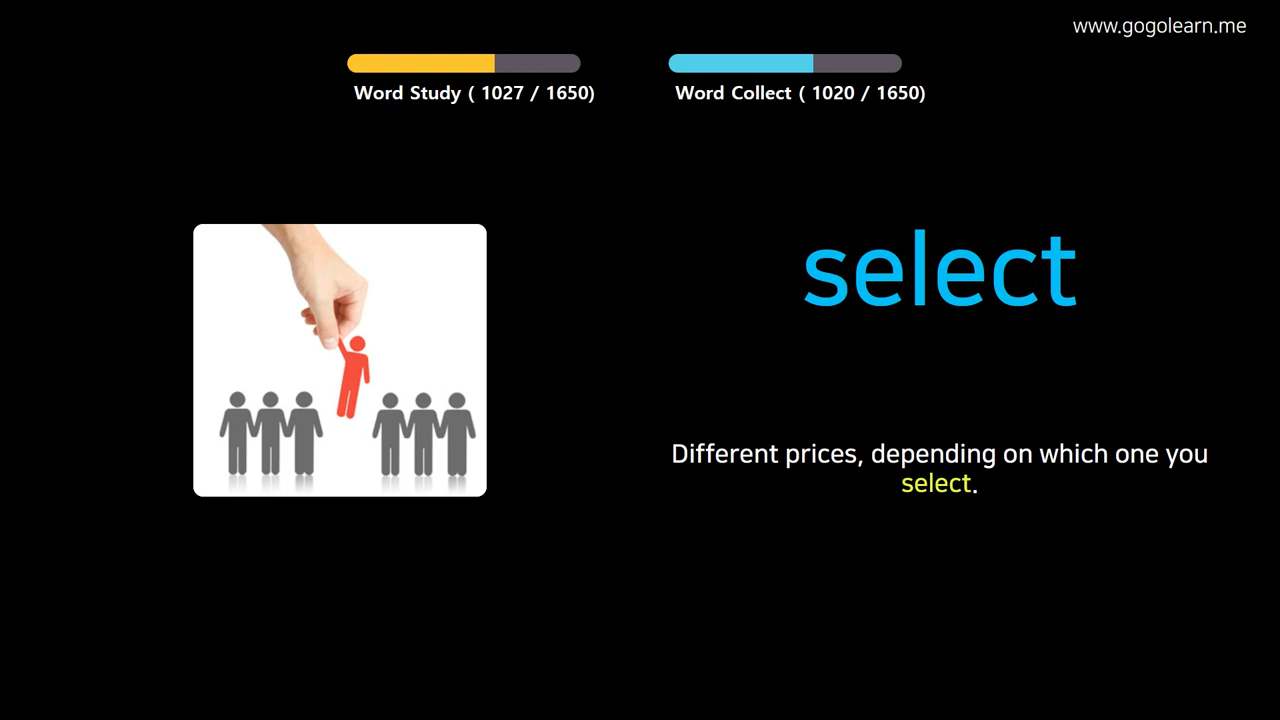 www.gogolearn.me
Word Study ( 1027 / 1650)
Word Collect ( 1020 / 1650)
select
Different prices, depending on which one you
select.